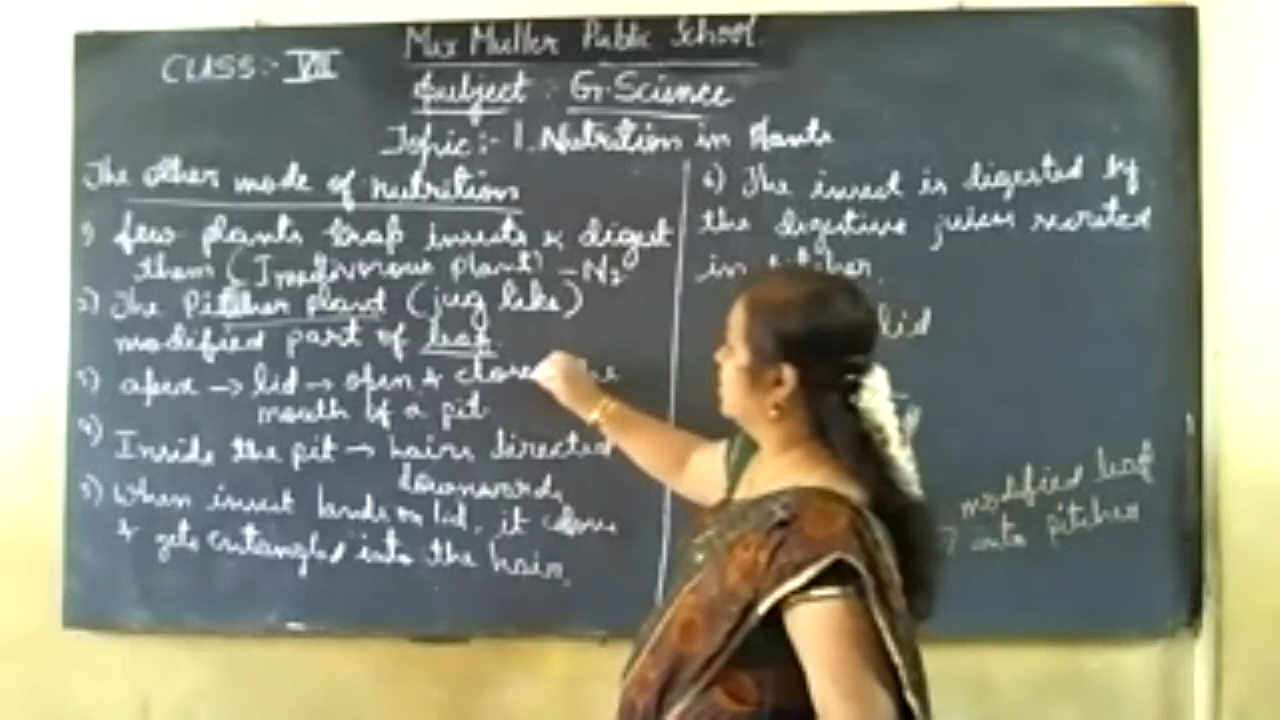 Max Muller Public School
CLASS:- VII
Subject : G.Science
Topic:- 1. Nutrition in Plants
The other mode of nutrition
1) few plants trap insects & digest
them (Insectivorous plant) - N2
2) The Pitcher plant (jug like)
modified part of leaf
3) apex → lid → open & close the
mouth of a pit
4) Inside the pit → hairs directed
downwards
5) When insect lands on lid, it close
& gets entangled into the hair.
6) The insect is digested by
the digestive juices secreted
in pitcher.
lid
modified leaf
into pitcher